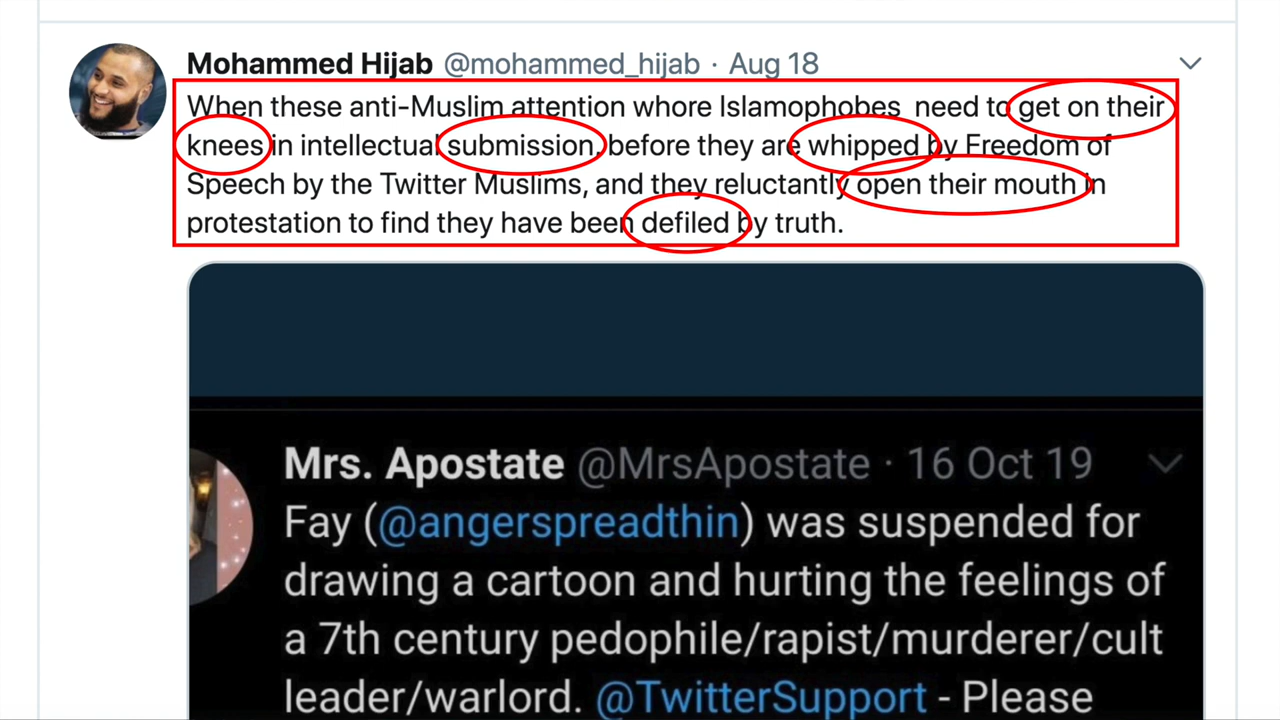 Mohammed Hijab @mohammed_hijab · Aug 18
When these anti-Muslim attention whore Islamophobes need to get on their
knees in intellectual submission, before they are whipped by Freedom of
Speech by the Twitter Muslims, and they reluctantly open their mouth in
protestation to find they have been defiled by truth.
Mrs. Apostate @MrsApostate · 16 Oct 19
Fay (@angerspreadthin) was suspended for
drawing a cartoon and hurting the feelings of
a 7th century pedophile/rapist/murderer/cult
leader/warlord. @TwitterSupport - Please